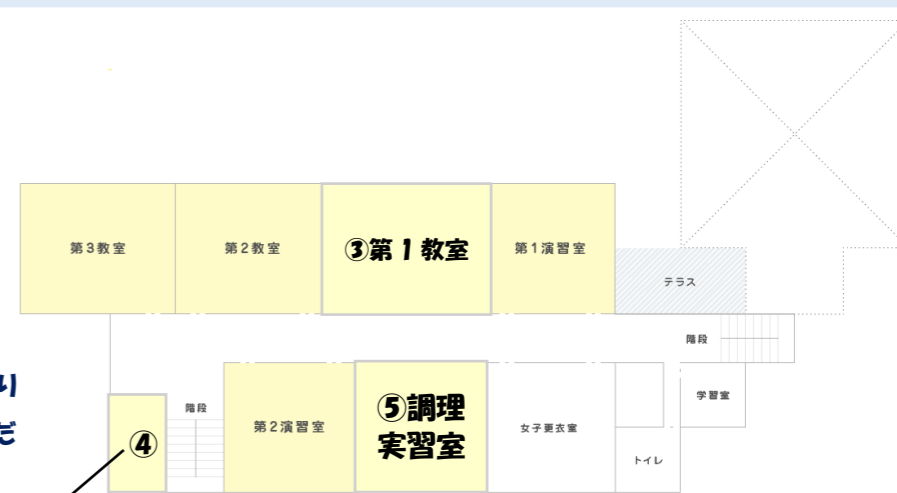 第3教室
第2教室
③第1教室
第1演習室
テラス
階段
り
だ
④
階段
第2演習室
⑤調理
実習室
女子更衣室
トイレ
学習室